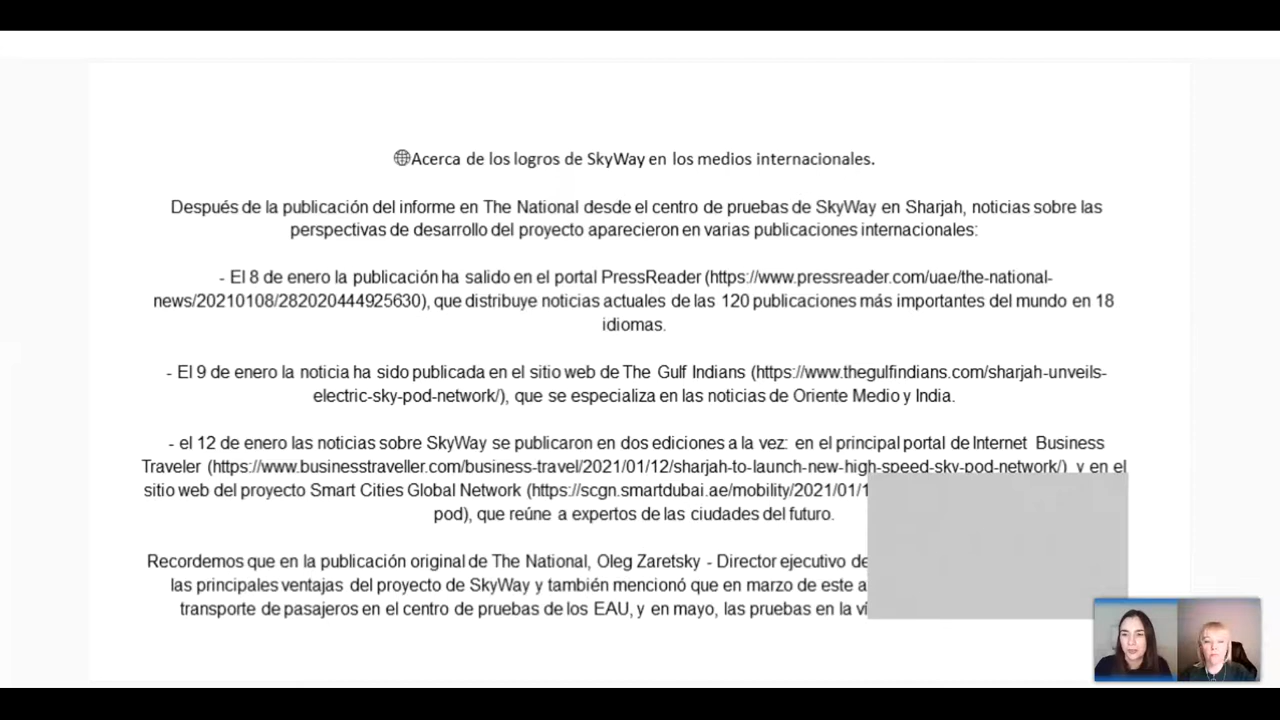 Acerca de los logros de SkyWay en los medios internacionales.
Después de la publicación del informe en The National desde el centro de pruebas de SkyWay en Sharjah, noticias sobre las
perspectivas de desarrollo del proyecto aparecieron en varias publicaciones internacionales:
- El 8 de enero la publicación ha salido en el portal PressReader (https://www.pressreader.com/uae/the-national-
news/20210108/282020444925630), que distribuye noticias actuales de las 120 publicaciones más importantes del mundo en 18
idiomas.
- El 9 de enero la noticia ha sido publicada en el sitio web de The Gulf Indians (https://www.thegulfindians.com/sharjah-unveils-
electric-sky-pod-network/), que se especializa en las noticias de Oriente Medio y India.
- el 12 de enero las noticias sobre SkyWay se publicaron en dos ediciones a la vez: en el principal portal de Internet Business
Traveler (https://www.businesstraveller.com/business-travel/2021/01/12/sharjah-to-launch-new-high-speed-sky-pod-network/) y en el
sitio web del proyecto Smart Cities Global Network (https://scgn.smartdubai.ae/mobility/2021/01/1
pod), que reúne a expertos de las ciudades del futuro.
Recordemos que en la publicación original de The National, Oleg Zaretsky - Director ejecutivo de
las principales ventajas del proyecto de SkyWay y también mencionó que en marzo de este a
transporte de pasajeros en el centro de pruebas de los EAU, y en mayo, las pruebas en la